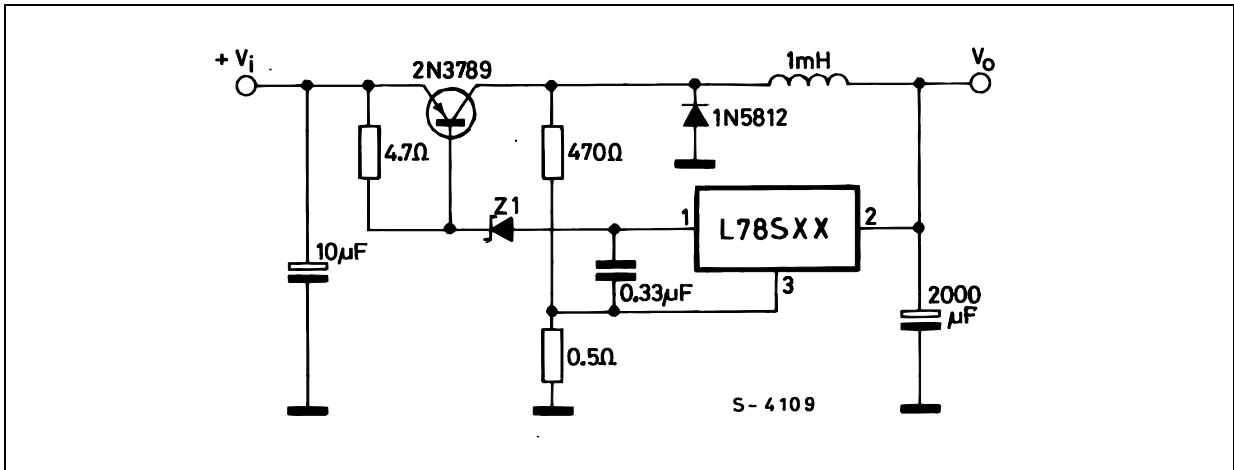 + Vi
2N3789
1mH
Vo
4.7Ω
470Ω
1N5812
Z1
1
L78SXX
2
10µF
0.33µF
3
2000
µF
0.5Ω
S-4109